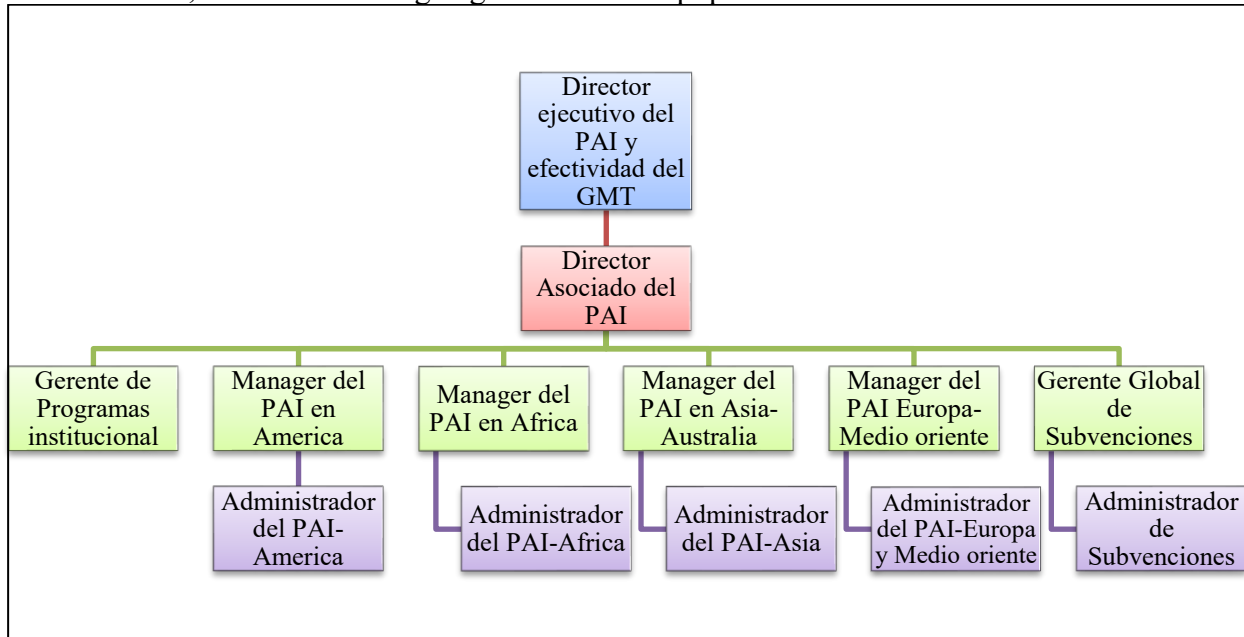 Director
ejecutivo del
PAI y
efectividad del
GMT
Director
Asociado del
PAI
Gerente de
Programas
institucional
Manager del
PAI en
America
Manager del
PAI en Africa
Manager del
PAI en Asia-
Australia
Manager del
PAI Europa-
Medio oriente
Gerente Global
de
Subvenciones
Administrador
del PAI-
America
Administrador
del PAI-Africa
Administrador
del PAI-Asia
Administrador
del PAI-Europa
y Medio oriente
Administrador
de
Subvenciones